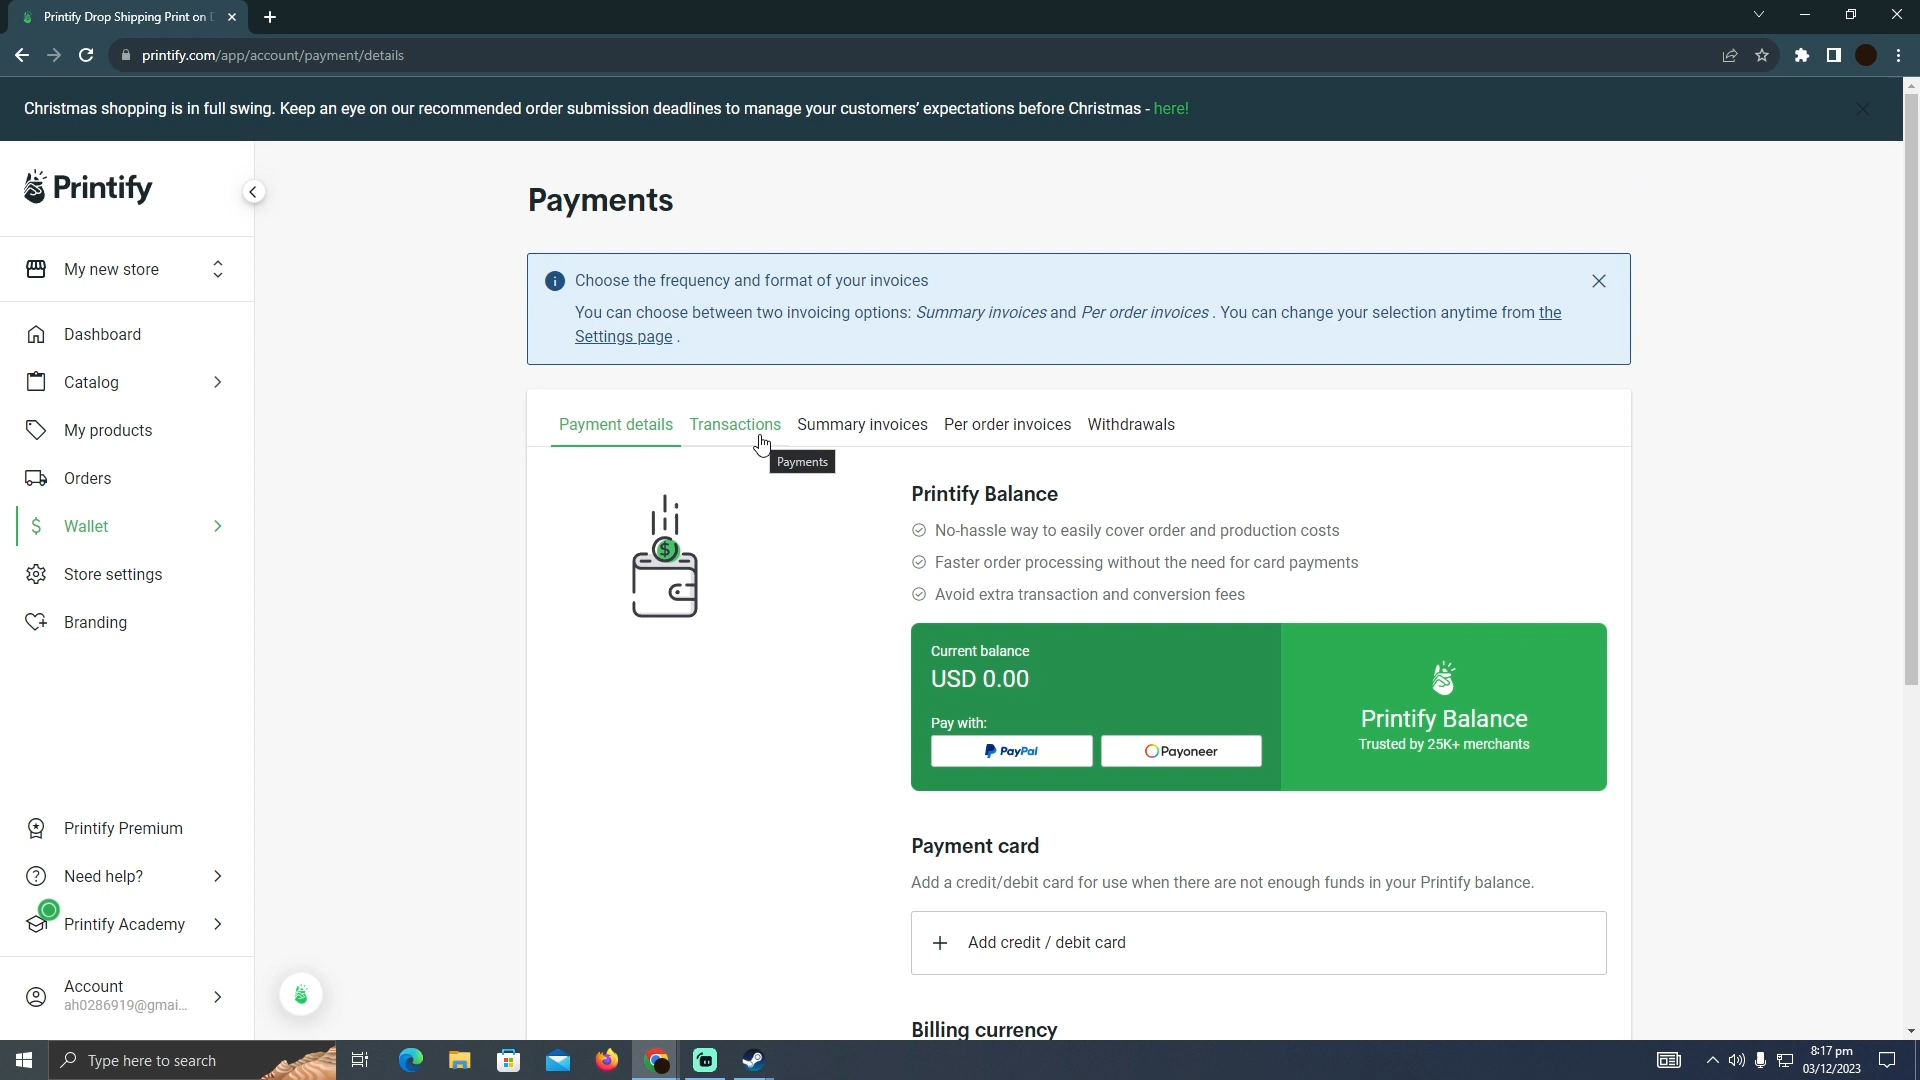 Printify Drop Shipping Print on D
printify.com/app/account/payment/details
Christmas shopping is in full swing. Keep an eye on our recommended order submission deadlines to manage your customers’ expectations before Christmas - here!
Printify
Payments
My new store
Choose the frequency and format of your invoices
You can choose between two invoicing options: Summary invoices and Per order invoices . You can change your selection anytime from the
Settings page .
Dashboard
Catalog
My products
Orders
Wallet
Store settings
Branding
Payment details Transactions Summary invoices Per order invoices Withdrawals
Payments
Printify Balance
No-hassle way to easily cover order and production costs
Faster order processing without the need for card payments
Avoid extra transaction and conversion fees
Current balance
USD 0.00
Pay with:
PayPal
Payoneer
Printify Balance
Trusted by 25K+ merchants
Payment card
Add a credit/debit card for use when there are not enough funds in your Printify balance.
Add credit / debit card
Billing currency
Printify Premium
Need help?
Printify Academy
Account
ah0286919@gmai...
Type here to search
8:17 pm
03/12/2023